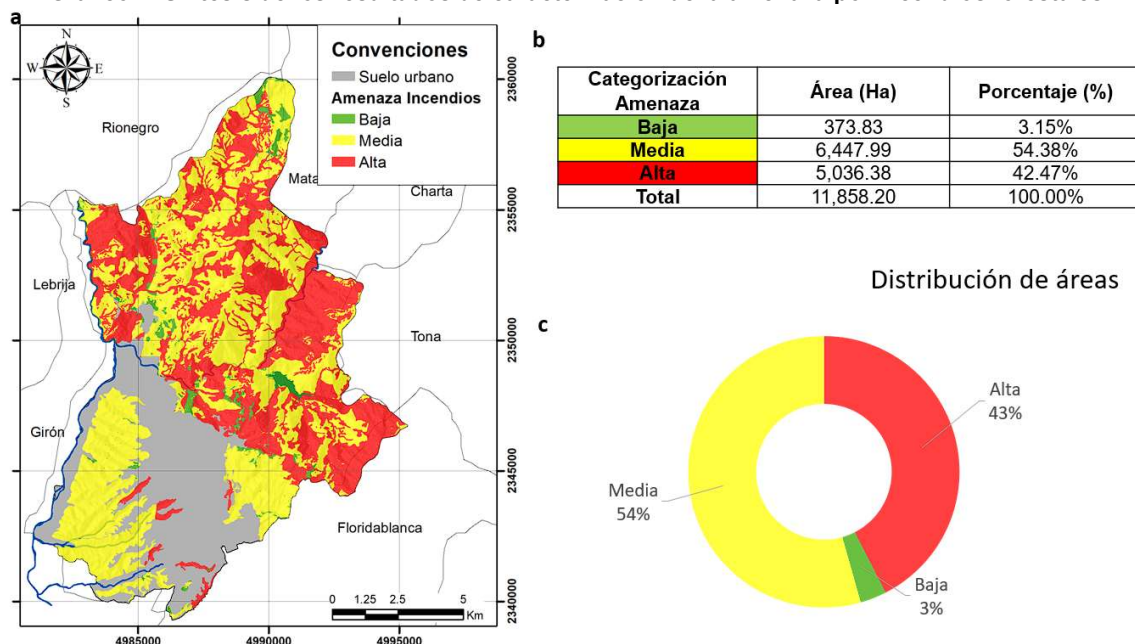 a
N
W
E
S
Convenciones
Suelo urbano
Amenaza Incendios
Baja
Media
Alta
Rionegro
Mata
Charta
Lebrija
Tona
Girón
Floridablanca
2360000
2355000
2350000
2345000
2340000
0 1.25 2.5 5
Km
4985000 4990000 4995000
b
Categorización Amenaza Área (Ha) Porcentaje (%)
Baja 373.83 3.15%
Media 6,447.99 54.38%
Alta 5,036.38 42.47%
Total 11,858.20 100.00%
Distribución de áreas
c
Alta
43%
Media
54%
Baja
3%